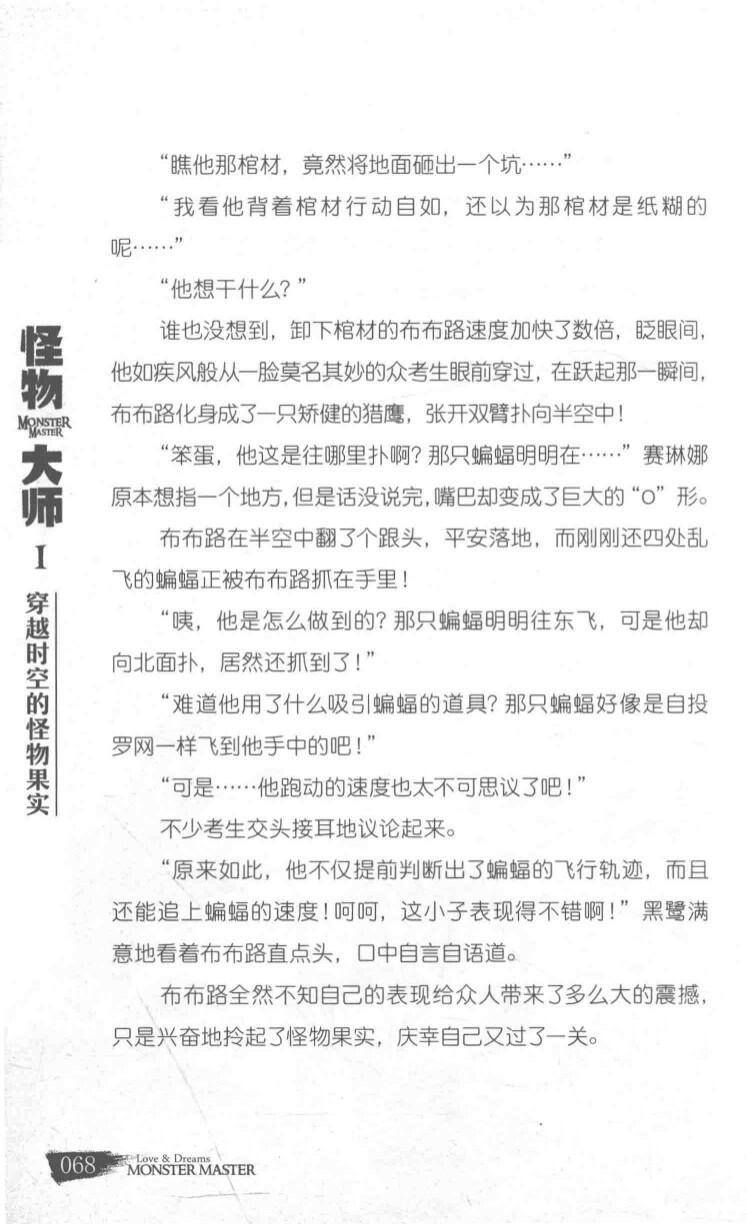 “瞧他那棺材，竟然将地面砸出一个坑……”
“我看他背着棺材行动自如，还以为那棺材是纸糊的
呢……”
“他想干什么？”
谁也没想到，卸下棺材的布布路速度加快了数倍，眨眼间，
他如疾风般从一脸莫名其妙的众考生眼前穿过，在跃起那一瞬间，
布布路化身成了一只矫健的猎鹰，张开双臂扑向半空中！
“笨蛋，他这是往哪里扑啊？那只蝙蝠明明在……”赛琳娜
原本想指一个地方，但是话没说完，嘴巴却变成了巨大的“O”形。
布布路在半空中翻了个跟头，平安落地，而刚刚还四处乱
飞的蝙蝠正被布布路抓在手里！
“咦，他是怎么做到的？那只蝙蝠明明往东飞，可是他却
向北面扑，居然还抓到了！”
“难道他用了什么吸引蝙蝠的道具？那只蝙蝠好像是自投
罗网一样飞到他手中的吧！”
“可是……他跑动的速度也太不可思议了吧！”
不少考生交头接耳地议论起来。
“原来如此，他不仅提前判断出了蝙蝠的飞行轨迹，而且
还能追上蝙蝠的速度！呵呵，这小子表现得不错啊！”黑鹭满
意地看着布布路直点头，口中自言自语道。
布布路全然不知自己的表现给众人带来了多么大的震撼，
只是兴奋地拎起了怪物果实，庆幸自己又过了一关。
怪物
MONSTER
MASTER
大师
I
穿越时空的怪物果实
068
Love & Dreams
MONSTER MASTER